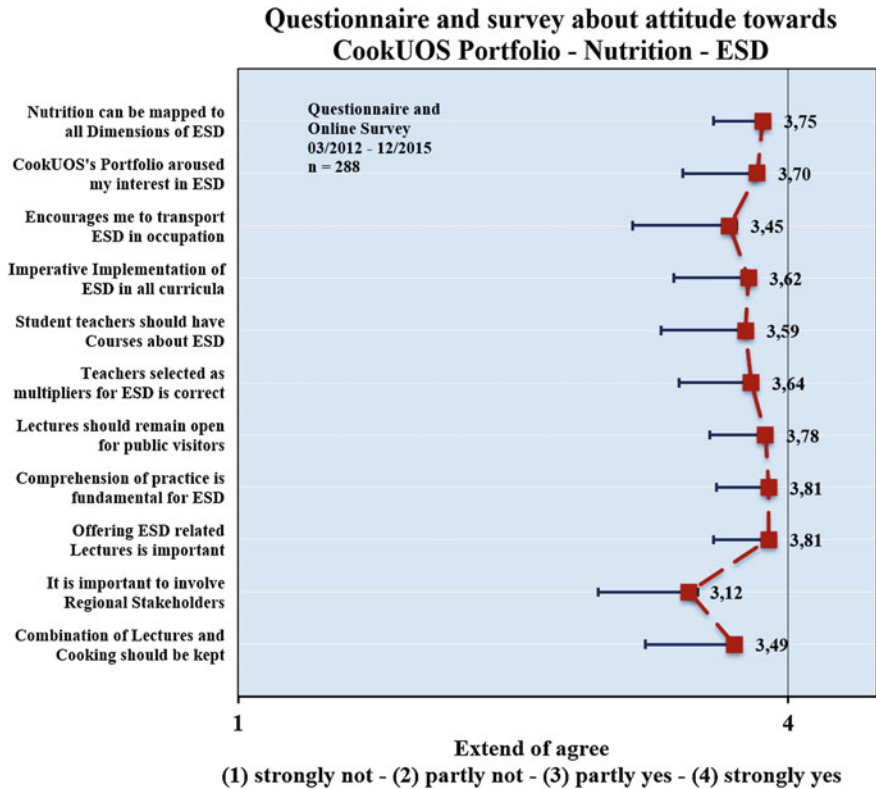 Questionnaire and survey about attitude towards
CookUOS Portfolio - Nutrition - ESD
Questionnaire and
Online Survey
03/2012 - 12/2015
n = 288
Nutrition can be mapped to
all Dimensions of ESD
3,75
CookUOS's Portfolio aroused
my interest in ESD
3,70
Encourages me to transport
ESD in occupation
3,45
Imperative Implementation of
ESD in all curricula
3,62
Student teachers should have
Courses about ESD
3,59
Teachers selected as
multipliers for ESD is correct
3,64
Lectures should remain open
for public visitors
3,78
Comprehension of practice is
fundamental for ESD
3,81
Offering ESD related
Lectures is important
3,81
It is important to involve
Regional Stakeholders
3,12
Combination of Lectures and
Cooking should be kept
3,49
1
4
Extend of agree
(1) strongly not - (2) partly not - (3) partly yes - (4) strongly yes